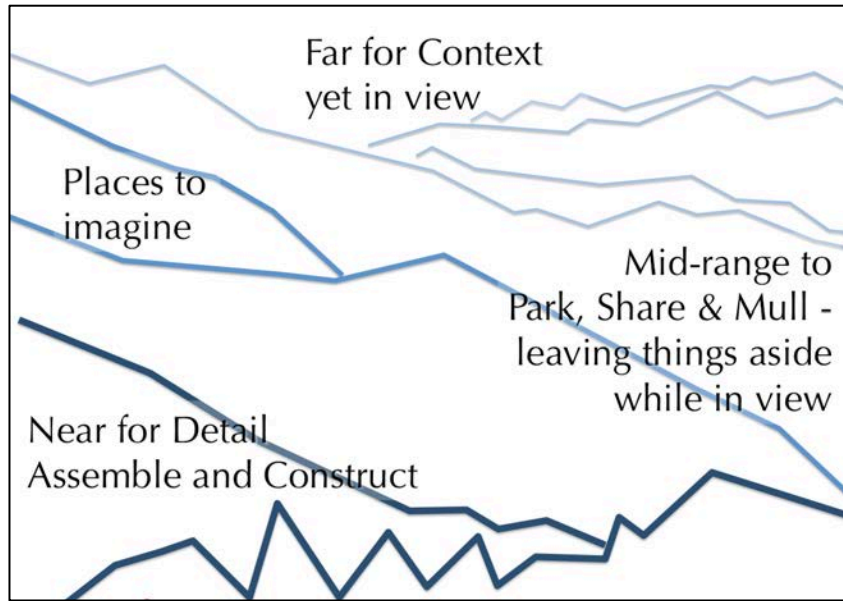 Far for Context
yet in view
Places to
imagine
Mid-range to
Park, Share & Mull -
leaving things aside
while in view
Near for Detail
Assemble and Construct